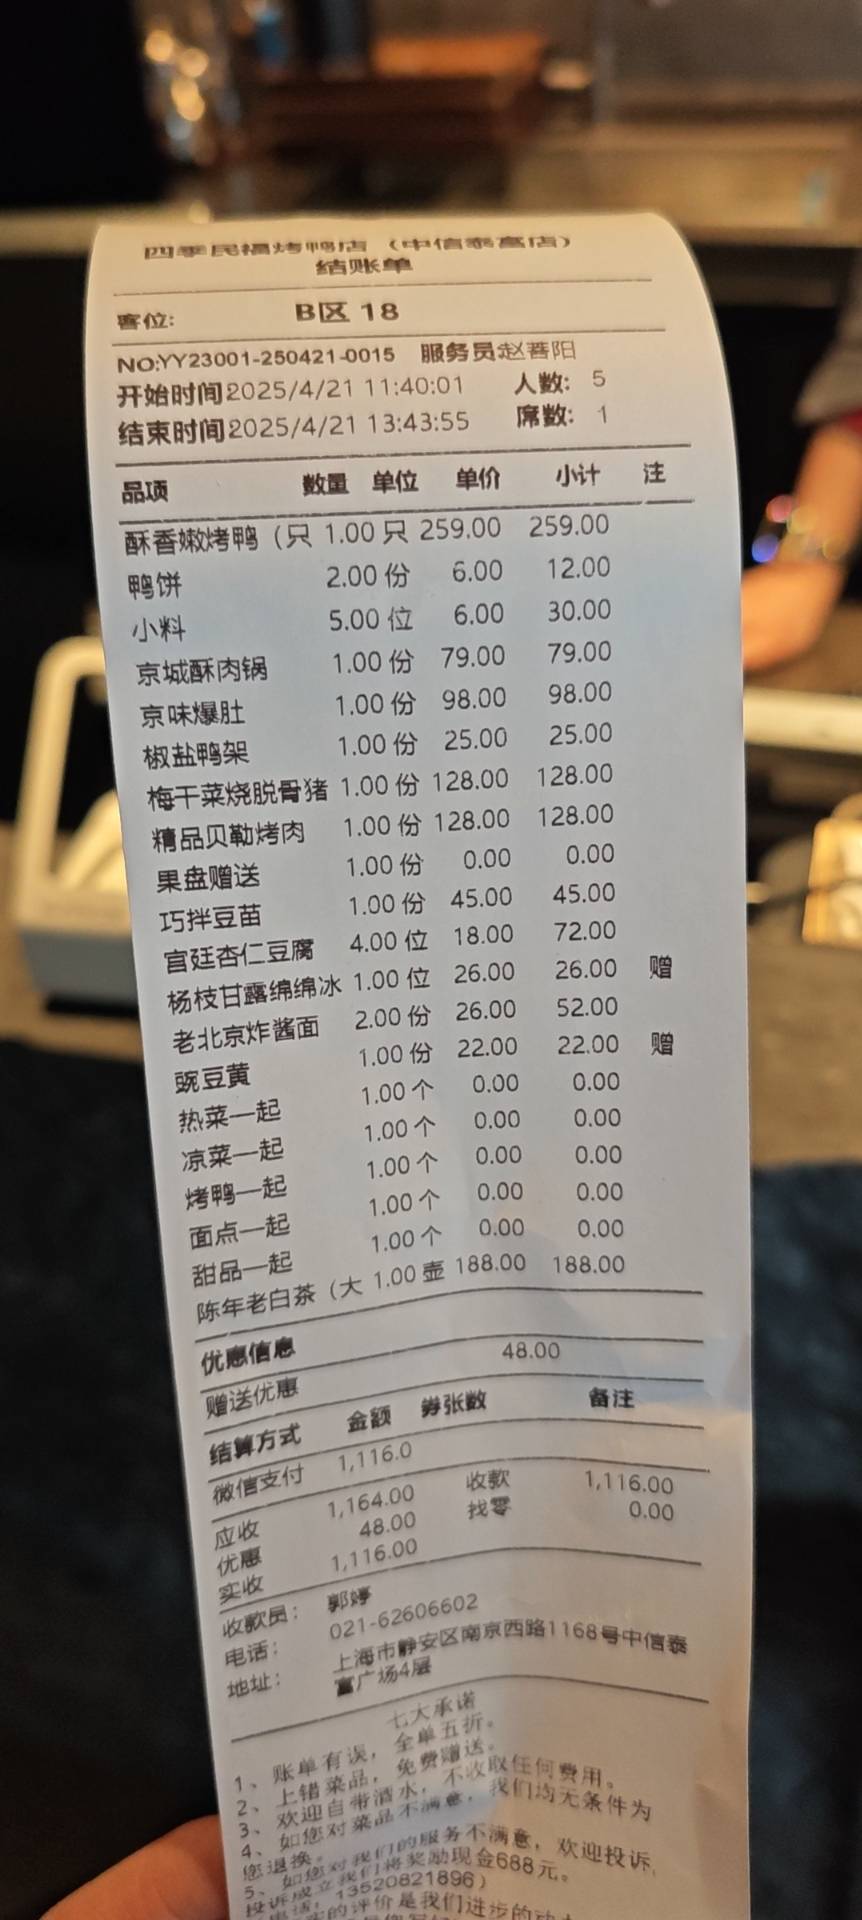 四季民福烤鸭店（中信泰富店）
结账单
客位: B区 18
NO:YY23001-250421-0015 服务员赵蓍阳
开始时间2025/4/21 11:40:01 人数: 5
结束时间2025/4/21 13:43:55 席数: 1
品项 数量 单位 单价 小计 注
酥香嫩烤鸭（只 1.00 只 259.00 259.00
鸭饼 2.00 份 6.00 12.00
小料 5.00 位 6.00 30.00
京城酥肉锅 1.00 份 79.00 79.00
京味爆肚 1.00 份 98.00 98.00
椒盐鸭架 1.00 份 25.00 25.00
梅干菜烧脱骨猪 1.00 份 128.00 128.00
精品贝勒烤肉 1.00 份 128.00 128.00
果盘赠送 1.00 份 0.00 0.00
巧拌豆苗 1.00 份 45.00 45.00
宫廷杏仁豆腐 4.00 位 18.00 72.00
杨枝甘露绵绵冰 1.00 位 26.00 26.00 赠
老北京炸酱面 2.00 份 26.00 52.00
豌豆黄 1.00 份 22.00 22.00 赠
热菜一起 1.00 个 0.00 0.00
凉菜一起 1.00 个 0.00 0.00
烤鸭一起 1.00 个 0.00 0.00
面点一起 1.00 个 0.00 0.00
甜品一起 1.00 个 0.00 0.00
陈年老白茶（大 1.00 壶 188.00 188.00
优惠信息
赠送优惠 48.00
结算方式 金额 券张数 备注
微信支付 1,116.0
应收 1,164.00 收款 1,116.00
优惠 48.00 找零 0.00
实收 1,116.00
收款员: 郭婷
电话: 021-62606602
地址: 上海市静安区南京西路1168号中信泰
富广场4层
七大承诺
1、账单有误，全单五折。
2、上错菜品，免费赠送。
3、欢迎自带酒水，不收取任何费用。
4、如您对菜品不满意，我们均无条件为
您退换。
5、如您对我们的服务不满意，欢迎投诉，
投诉成立我们将奖励现金688元。
电话：13520821896)
的评价是我们进步的动